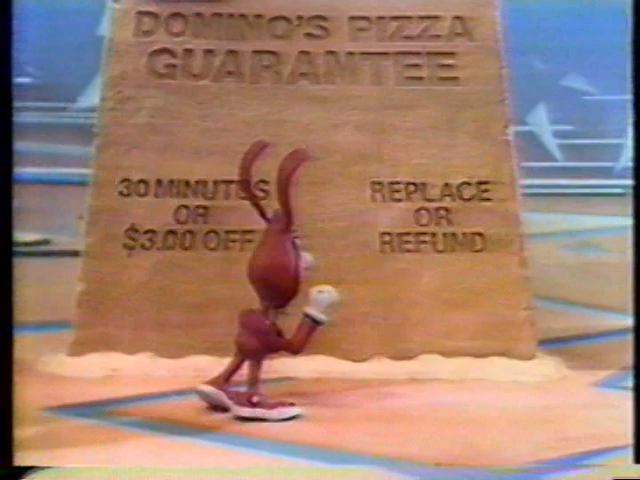 DOMINO'S PIZZA
GUARANTEE
30 MINUTES
OR
$3.00 OFF
REPLACE
OR
REFUND